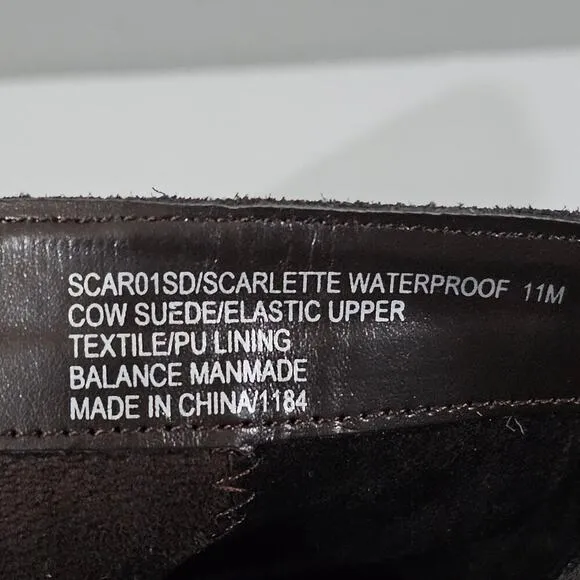 SCAR01SD/SCARLETTE WATERPROOF 11M
COW SUEDE/ELASTIC UPPER
TEXTILE/PU LINING
BALANCE MANMADE
MADE IN CHINA/1184